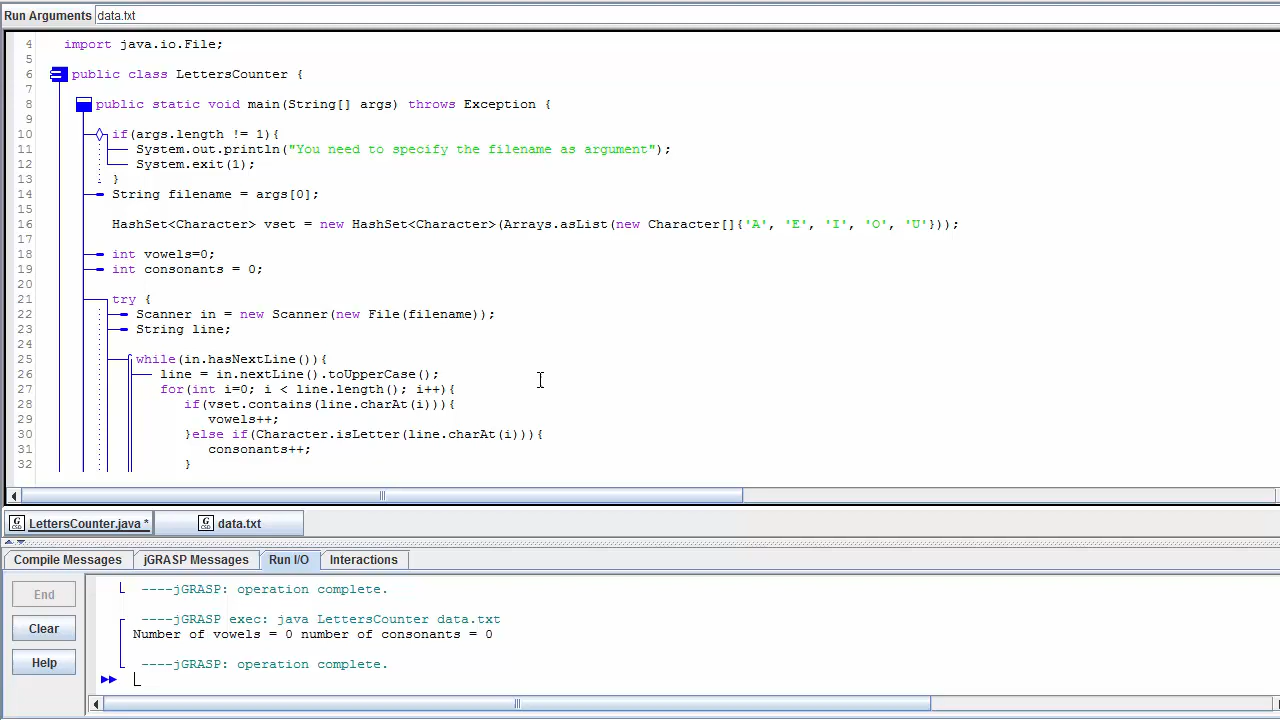 Run Arguments data.txt
4 import java.io.File;
5
6 public class LettersCounter {
7
8 public static void main(String[] args) throws Exception {
9
10 if(args.length != 1){
11 System.out.println("You need to specify the filename as argument");
12 System.exit(1);
13 }
14 String filename = args[0];
15
16 HashSet<Character> vset = new HashSet<Character>(Arrays.asList(new Character[]{'A', 'E', 'I', 'O', 'U'}));
17
18 int vowels=0;
19 int consonants = 0;
20
21 try {
22 Scanner in = new Scanner(new File(filename));
23 String line;
24
25 while(in.hasNextLine()){
26 line = in.nextLine().toUpperCase();
27 for(int i=0; i < line.length(); i++){
28 if(vset.contains(line.charAt(i))){
29 vowels++;
30 }else if(Character.isLetter(line.charAt(i))){
31 consonants++;
32 }
LettersCounter.java * data.txt
Compile Messages jGRASP Messages Run I/O Interactions
End
Clear
Help
----jGRASP: operation complete.
----jGRASP exec: java LettersCounter data.txt
Number of vowels = 0 number of consonants = 0
----jGRASP: operation complete.